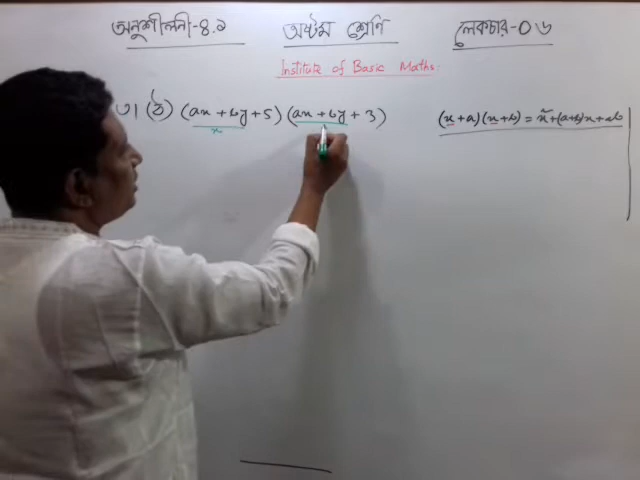 অনুশীলনী-৪.১ অষ্টম শ্রেণি লেকচার-০৬
Institute of Basic Maths.
৩। (ঠ) (ax + by + 5) (ax + by + 3) (x + a) (x + b) = x² + (a+b)x + ab
x